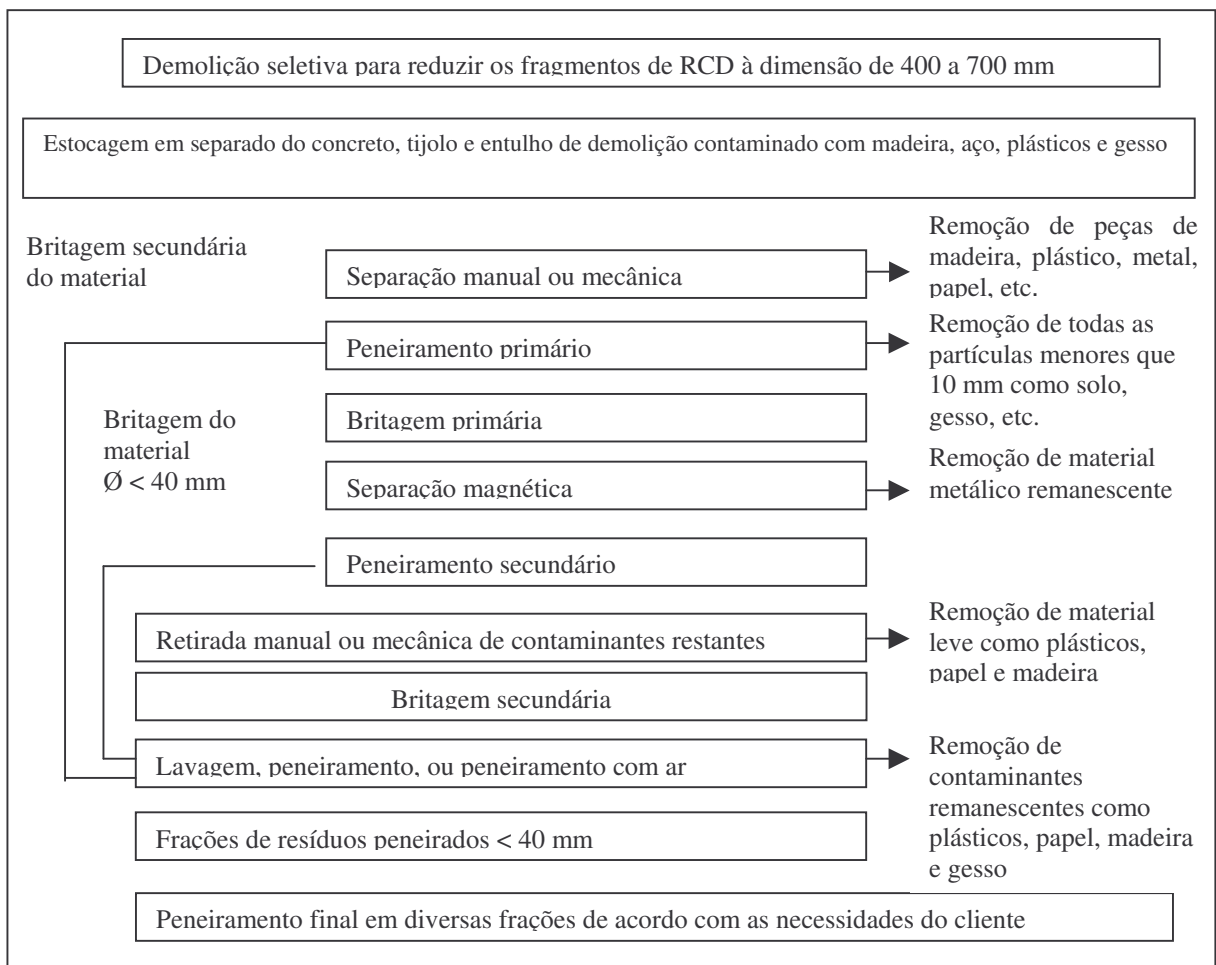 Demolição seletiva para reduzir os fragmentos de RCD à dimensão de 400 a 700 mm
Estocagem em separado do concreto, tijolo e entulho de demolição contaminado com madeira, aço, plásticos e gesso
Britagem secundária
do material
Separação manual ou mecânica
Remoção de peças de
madeira, plástico, metal,
papel, etc.
Peneiramento primário
Remoção de todas as
partículas menores que
10 mm como solo,
gesso, etc.
Britagem do
material
Ø < 40 mm
Britagem primária
Separação magnética
Remoção de material
metálico remanescente
Peneiramento secundário
Retirada manual ou mecânica de contaminantes restantes
Remoção de material
leve como plásticos,
papel e madeira
Britagem secundária
Lavagem, peneiramento, ou peneiramento com ar
Remoção de
contaminantes
remanescentes como
plásticos, papel, madeira
e gesso
Frações de resíduos peneirados < 40 mm
Peneiramento final em diversas frações de acordo com as necessidades do cliente